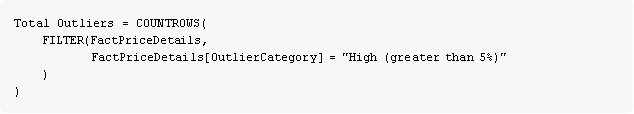 Total Outliers = COUNTROWS(
    FILTER(FactPriceDetails,
           FactPriceDetails[OutlierCategory] = "High (greater than 5%)"
    )
)